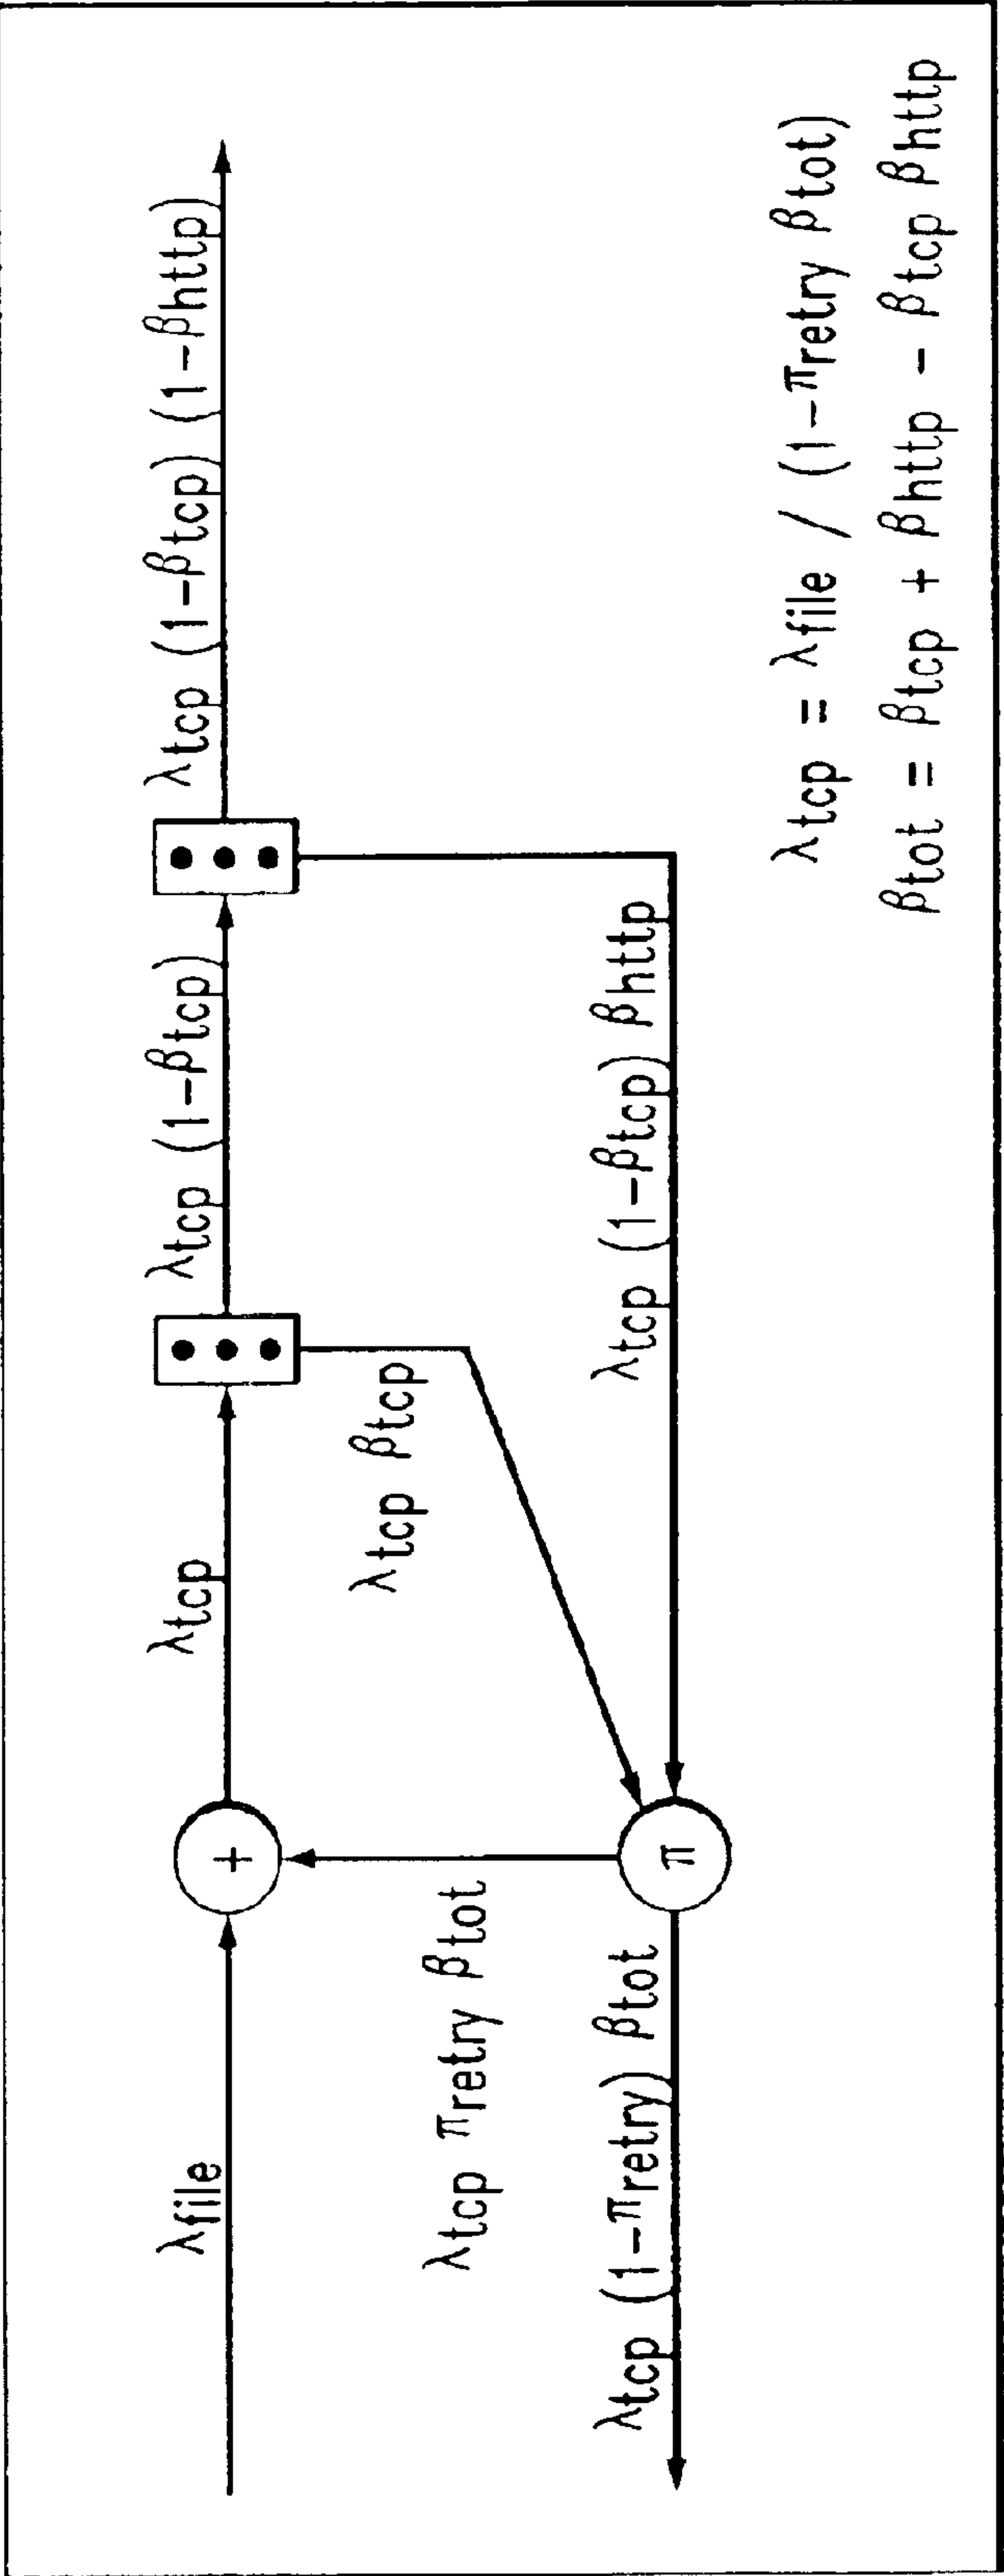 λfile
+
λtcp
λtcp (1-βtcp)
λtcp (1-βtcp) (1-βhttp)
λtcp βtcp
λtcp πretry βtot
λtcp (1-πretry) βtot
π
λtcp (1-βtcp) βhttp
λtcp = λfile / (1-πretry βtot)
βtot = βtcp + βhttp - βtcp βhttp